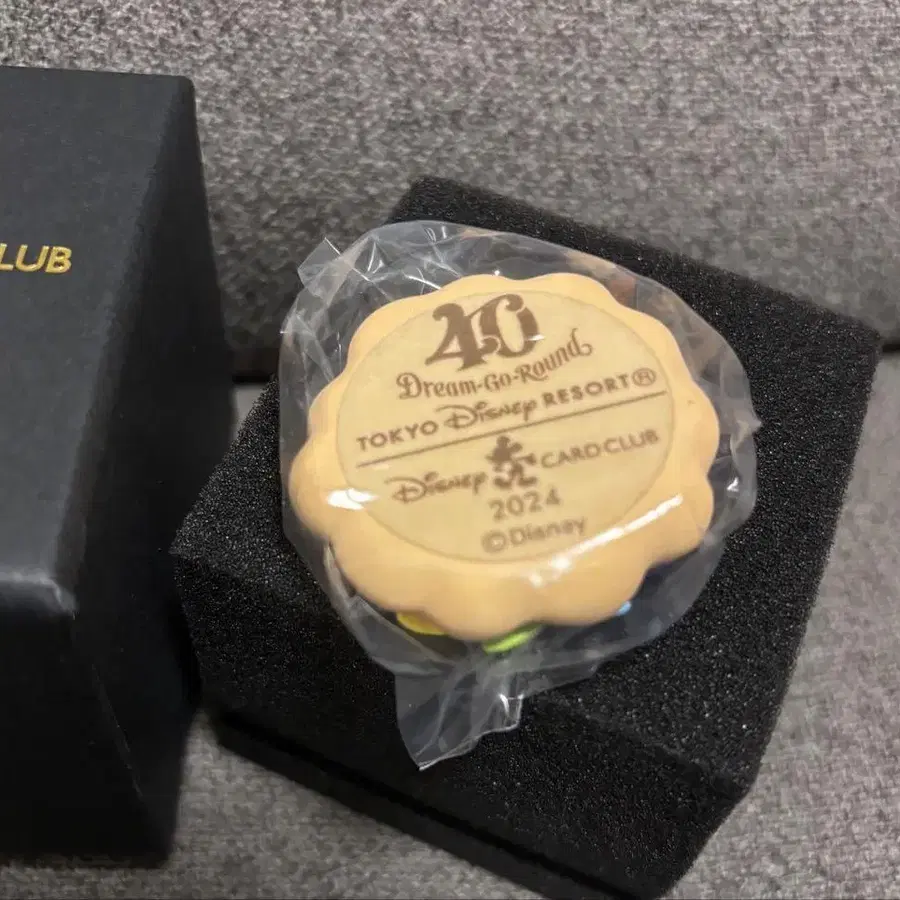 LUB
40
Dream-Go-Round
TOKYO Disney RESORT®
Disney CARD CLUB
2024
©Disney